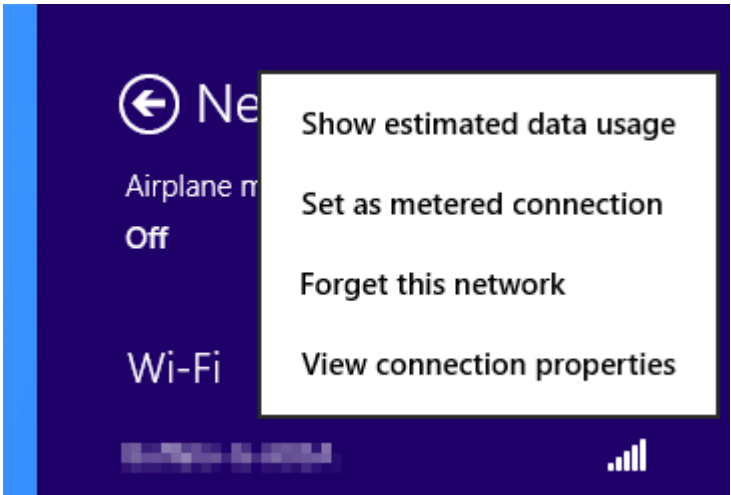 Ne
Show estimated data usage
Airplane m
Set as metered connection
Off
Forget this network
Wi-Fi
View connection properties